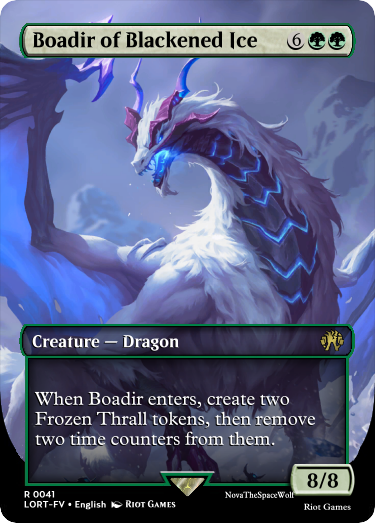 Boadir of Blackened Ice 6
Creature — Dragon
When Boadir enters, create two
Frozen Thrall tokens, then remove
two time counters from them.
8/8
R 0041
LORT-FV • English Riot Games
NovaTheSpaceWolf
Riot Games